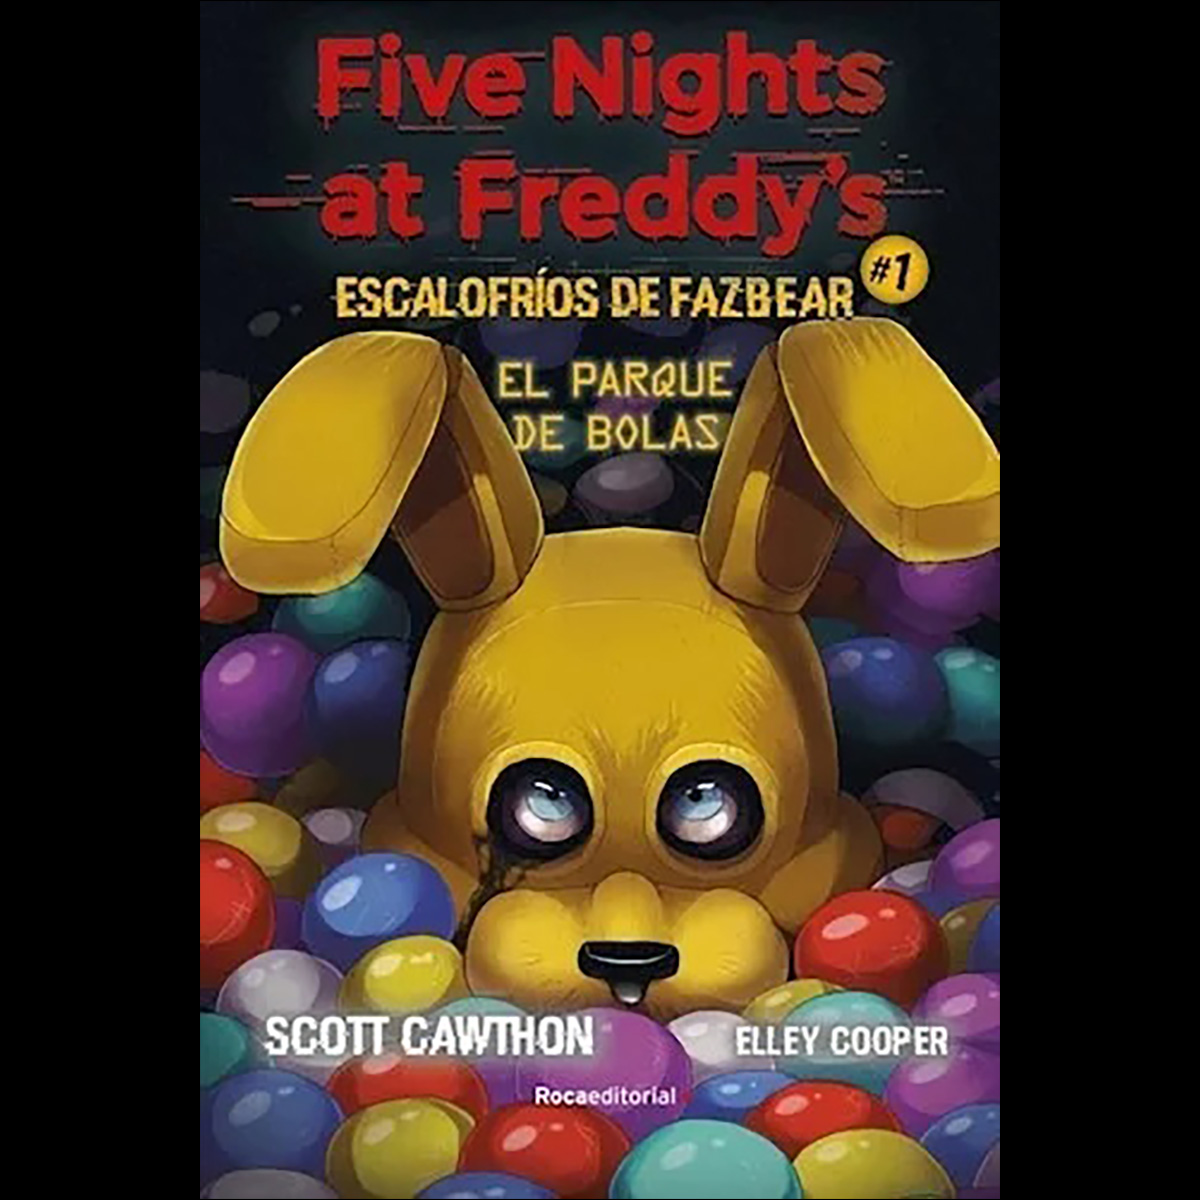 Five Nights
at Freddy's
#1
ESCALOFRÍOS DE FAZBEAR
EL PARQUE
DE BOLAS
SCOTT CAWTHON
ELLEY COOPER
Rocaeditorial